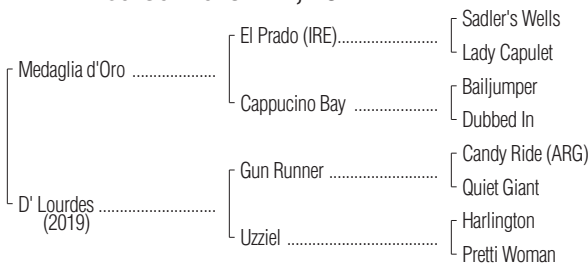 Sadler's Wells
El Prado (IRE)........................
Lady Capulet
Medaglia d'Oro ....................
Bailjumper
Cappucino Bay ....................
Dubbed In
Candy Ride (ARG)
Gun Runner ..........................
Quiet Giant
D' Lourdes ............................
(2019)
Harlington
Uzziel ....................................
Pretti Woman